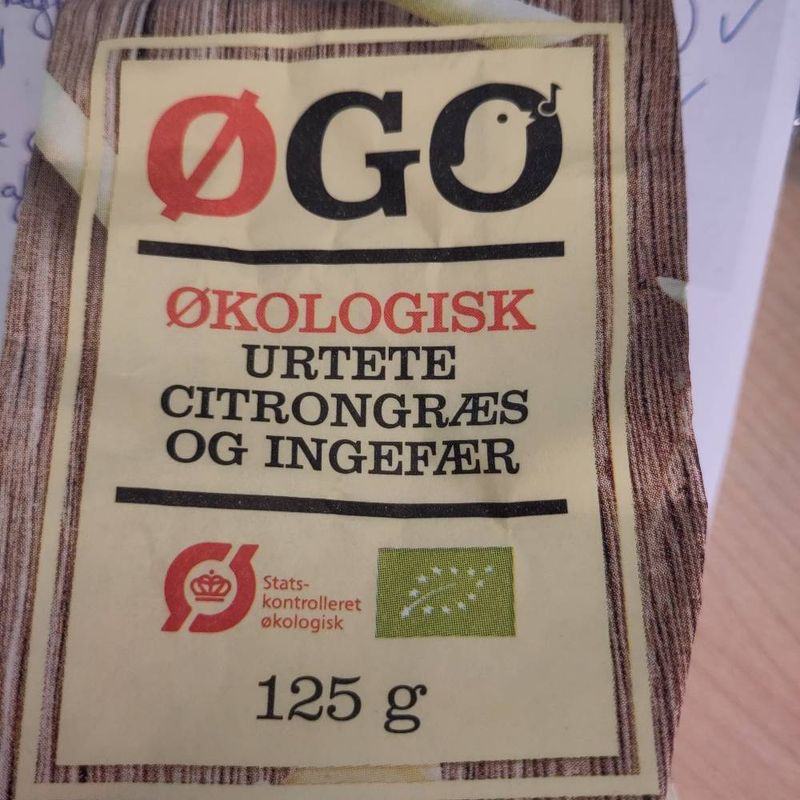 ØGO
ØKOLOGISK
URTETE
CITRONGRÆS
OG INGEFÆR
Stats-
kontrolleret
økologisk
125 g